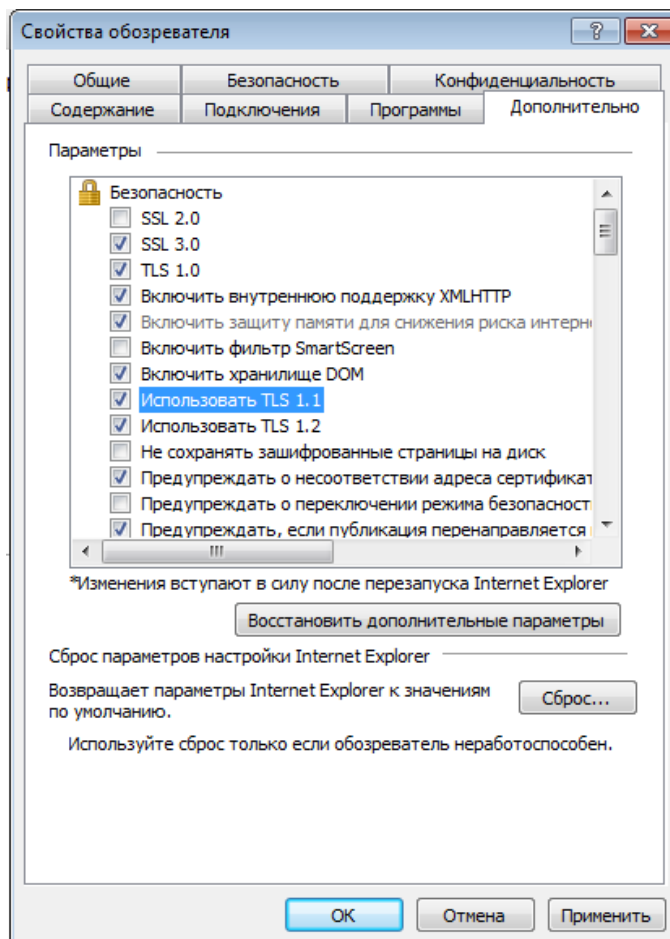 Свойства обозревателя
Общие Безопасность Конфиденциальность
Содержание Подключения Программы Дополнительно
Параметры
Безопасность
SSL 2.0
SSL 3.0
TLS 1.0
Включить внутреннюю поддержку XMLHTTP
Включить защиту памяти для снижения риска интерн
Включить фильтр SmartScreen
Включить хранилище DOM
Использовать TLS 1.1
Использовать TLS 1.2
Не сохранять зашифрованные страницы на диск
Предупреждать о несоответствии адреса сертификат
Предупреждать о переключении режима безопасност
Предупреждать, если публикация перенаправляется
*Изменения вступают в силу после перезапуска Internet Explorer
Восстановить дополнительные параметры
Сброс параметров настройки Internet Explorer
Возвращает параметры Internet Explorer к значениям
по умолчанию.
Сброс...
Используйте сброс только если обозреватель неработоспособен.
ОК Отмена Применить